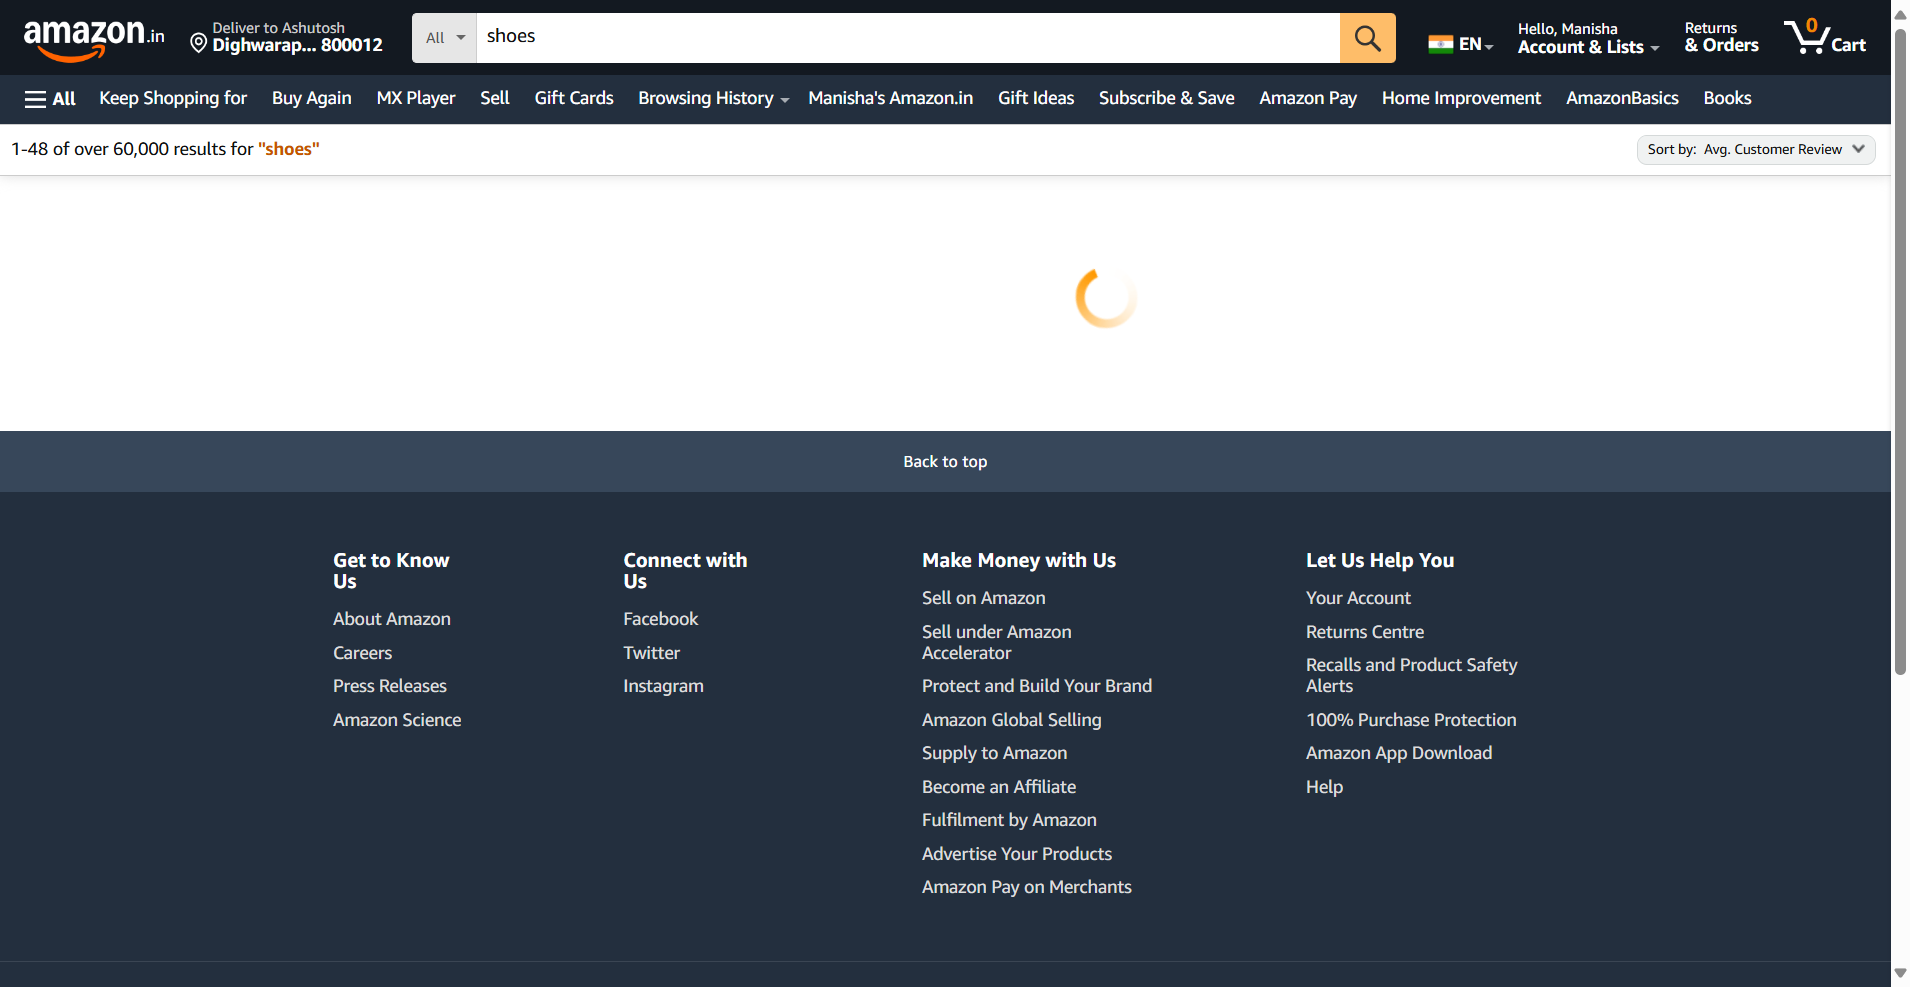 amazon.in
Deliver to Ashutosh
Dighwarap... 800012
All
shoes
EN
Hello, Manisha
Account & Lists
Returns
& Orders
0
Cart
All
Keep Shopping for
Buy Again
MX Player
Sell
Gift Cards
Browsing History
Manisha's Amazon.in
Gift Ideas
Subscribe & Save
Amazon Pay
Home Improvement
AmazonBasics
Books
1-48 of over 60,000 results for "shoes"
Sort by: Avg. Customer Review
Back to top
Get to Know
Us
About Amazon
Careers
Press Releases
Amazon Science
Connect with
Us
Facebook
Twitter
Instagram
Make Money with Us
Sell on Amazon
Sell under Amazon
Accelerator
Protect and Build Your Brand
Amazon Global Selling
Supply to Amazon
Become an Affiliate
Fulfilment by Amazon
Advertise Your Products
Amazon Pay on Merchants
Let Us Help You
Your Account
Returns Centre
Recalls and Product Safety
Alerts
100% Purchase Protection
Amazon App Download
Help